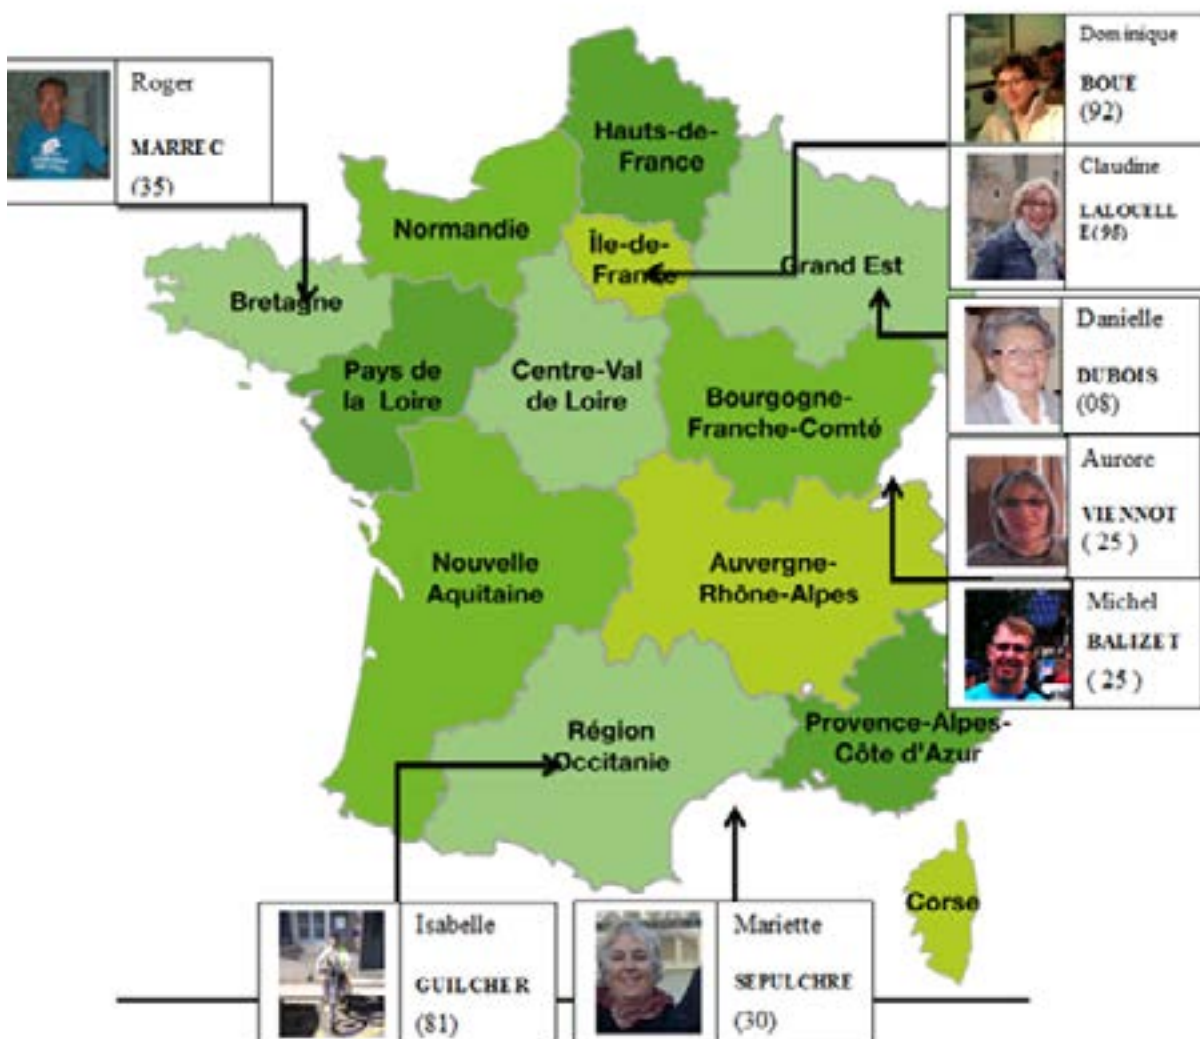 Roger
MARREC
(35)
Dominique
BOUE
(92)
Claudine
LALOUELL
E(95)
Danielle
DUBOIS
(08)
Aurore
VIENNOT
( 25 )
Michel
BALIZET
( 25 )
Hauts-de-
France
Normandie
Île-de-
France
Grand Est
Bretagne
Pays de
la Loire
Centre-Val
de Loire
Bourgogne-
Franche-Comté
Nouvelle
Aquitaine
Auvergne-
Rhône-Alpes
Région
Occitanie
Provence-Alpes-
Côte d'Azur
Corse
Isabelle
GUILCHER
(81)
Mariette
SEPULCHRE
(30)